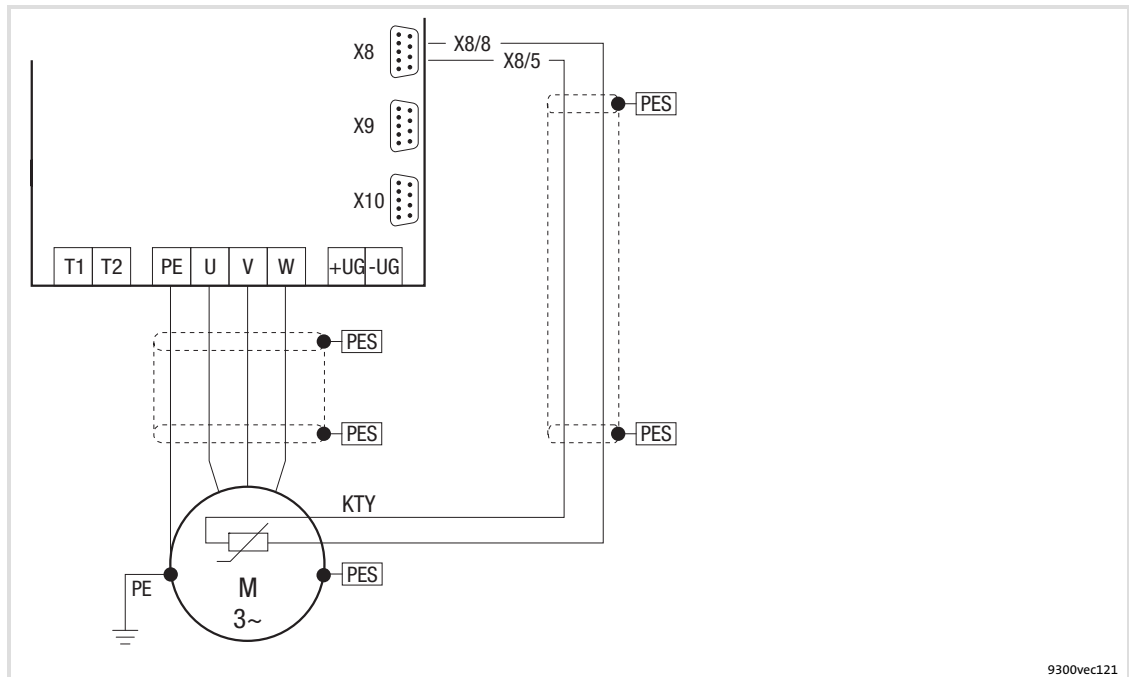 X8
X8/8
X8/5
PES
X9
X10
T1 T2 PE U V W +UG -UG
PES
PES
PES
KTY
PE
M
3~
PES
9300vec121